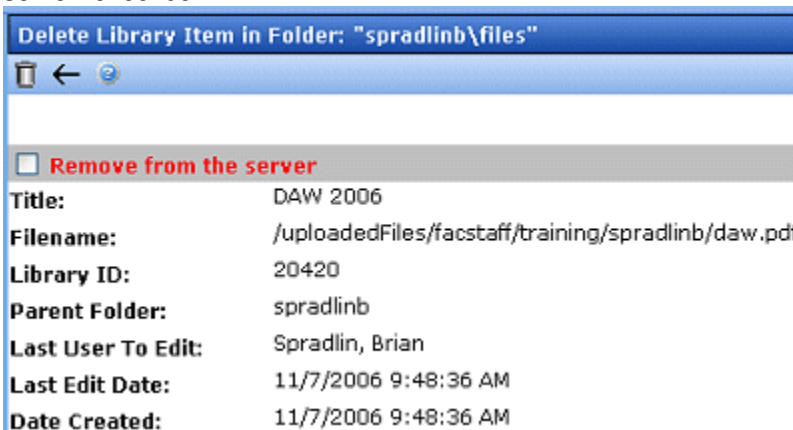 Delete Library Item in Folder: "spradlinb\files"
Remove from the server
Title: DAW 2006
Filename: /uploadedFiles/facstaff/training/spradlinb/daw.pdf
Library ID: 20420
Parent Folder: spradlinb
Last User To Edit: Spradlin, Brian
Last Edit Date: 11/7/2006 9:48:36 AM
Date Created: 11/7/2006 9:48:36 AM